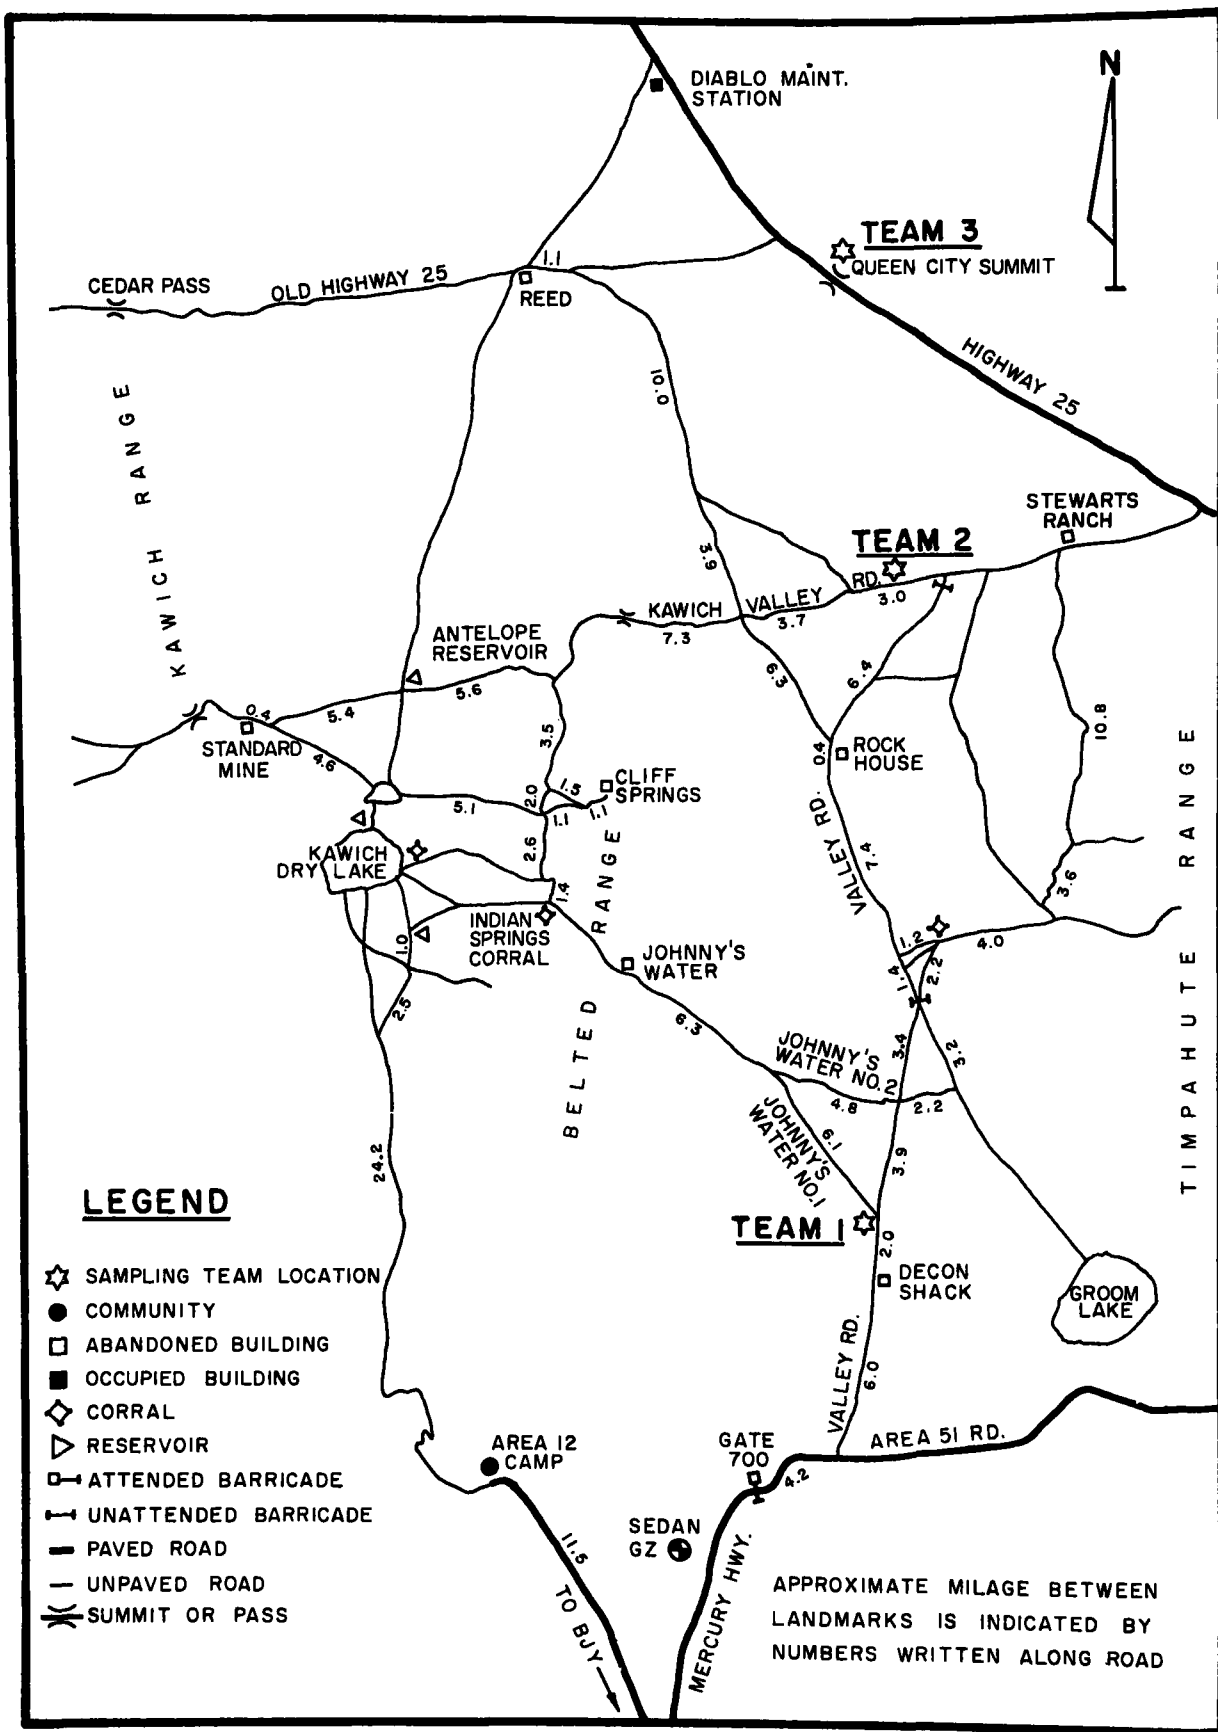 DIABLO MAINT.
STATION
N
TEAM 3
QUEEN CITY SUMMIT
CEDAR PASS
OLD HIGHWAY 25
1.1
REED
HIGHWAY 25
KAWICH RANGE
10.0
STEWARTS
RANCH
TEAM 2
3.9
KAWICH VALLEY RD.
7.3
3.7
3.0
ANTELOPE
RESERVOIR
5.6
5.4
0.4
6.3
6.4
10.8
STANDARD
MINE
4.6
3.5
0.4
ROCK
HOUSE
CLIFF
SPRINGS
1.5
2.0
5.1
1.1
1.1
2.6
VALLEY RD.
7.4
KAWICH
DRY LAKE
1.4
3.6
INDIAN
SPRINGS
CORRAL
1.0
2.5
BELTED RANGE
JOHNNY'S
WATER
6.3
1.2
4.0
1.4
2.2
TIMPAHUTE RANGE
JOHNNY'S
WATER NO.2
3.4
3.2
4.8
2.2
JOHNNY'S
WATER NO.1
6.1
3.9
24.2
TEAM 1
2.0
DECON
SHACK
GROOM
LAKE
VALLEY RD.
6.0
LEGEND
SAMPLING TEAM LOCATION
COMMUNITY
ABANDONED BUILDING
OCCUPIED BUILDING
CORRAL
RESERVOIR
ATTENDED BARRICADE
UNATTENDED BARRICADE
PAVED ROAD
UNPAVED ROAD
SUMMIT OR PASS
AREA 12
CAMP
GATE
700
4.2
AREA 51 RD.
SEDAN
GZ
11.5
TO BJY
MERCURY HWY.
APPROXIMATE MILAGE BETWEEN
LANDMARKS IS INDICATED BY
NUMBERS WRITTEN ALONG ROAD